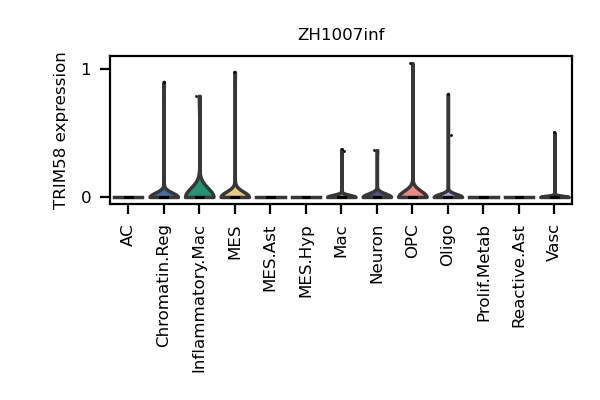 ZH1007inf
TRIM58 expression
1
0
AC
Chromatin.Reg
Inflammatory.Mac
MES
MES.Ast
MES.Hyp
Mac
Neuron
OPC
Oligo
Prolif.Metab
Reactive.Ast
Vasc